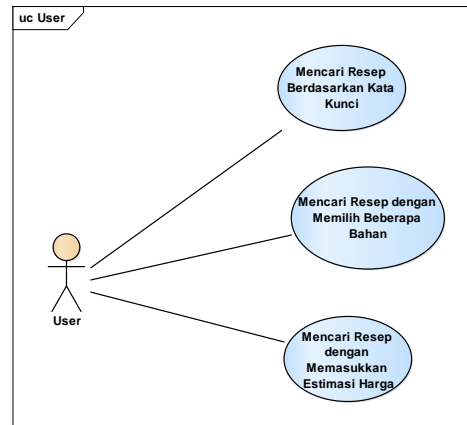 uc User
Mencari Resep
Berdasarkan Kata
Kunci
Mencari Resep dengan
Memilih Beberapa
Bahan
User
Mencari Resep
dengan
Memasukkan
Estimasi Harga